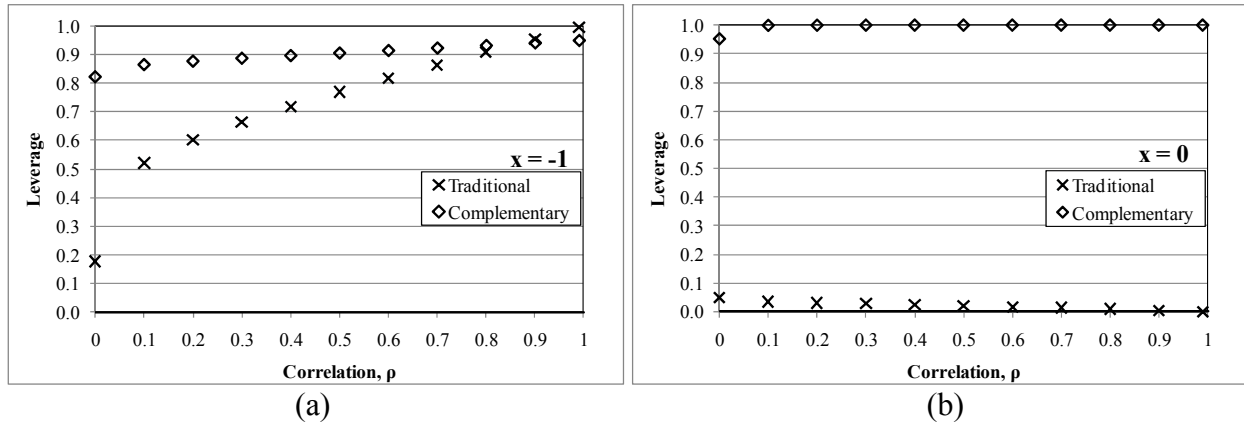 1.0
0.9
0.8
0.7
0.6
0.5
0.4
0.3
0.2
0.1
0.0
Leverage
x = -1
Traditional
Complementary
0 0.1 0.2 0.3 0.4 0.5 0.6 0.7 0.8 0.9 1
Correlation, ρ
(a)
1.0
0.9
0.8
0.7
0.6
0.5
0.4
0.3
0.2
0.1
0.0
Leverage
x = 0
Traditional
Complementary
0 0.1 0.2 0.3 0.4 0.5 0.6 0.7 0.8 0.9 1
Correlation, ρ
(b)